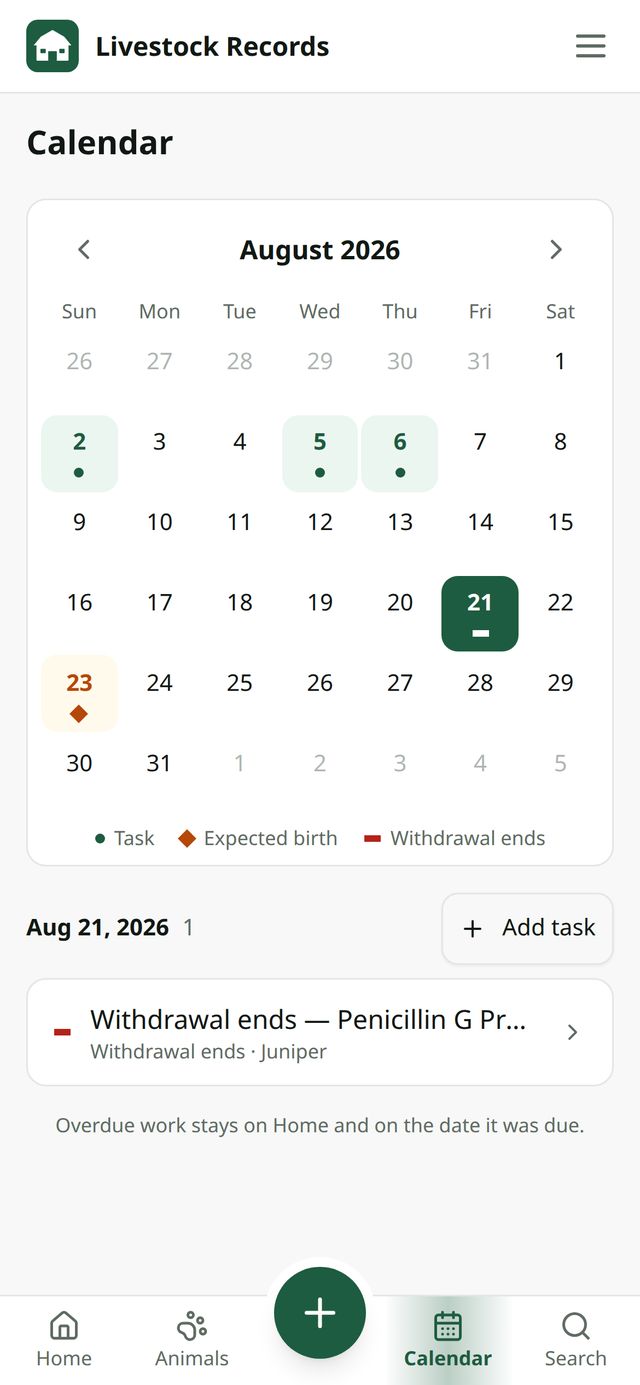 Livestock Records
Calendar
August 2026
Sun Mon Tue Wed Thu Fri Sat
26 27 28 29 30 31 1
2 3 4 5 6 7 8
9 10 11 12 13 14 15
16 17 18 19 20 21 22
23 24 25 26 27 28 29
30 31 1 2 3 4 5
Task Expected birth Withdrawal ends
Aug 21, 2026 1 + Add task
Withdrawal ends — Penicillin G Pr...
Withdrawal ends · Juniper
Overdue work stays on Home and on the date it was due.
Home Animals Calendar Search